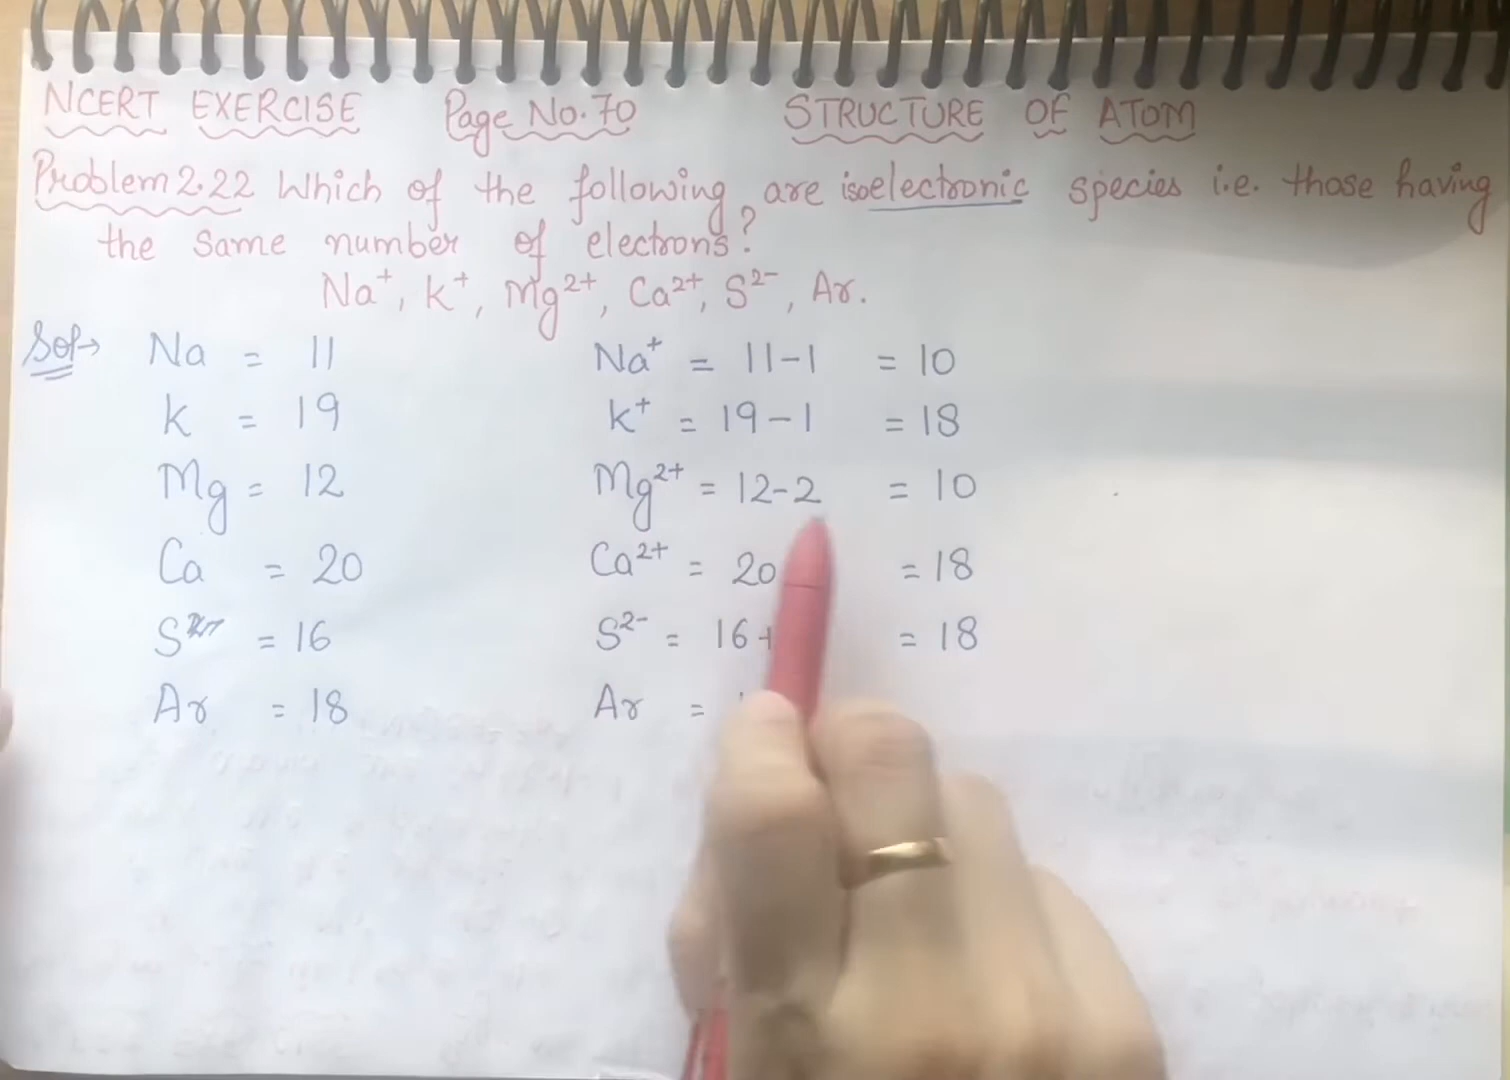 NCERT EXERCISE Page No. 70 STRUCTURE OF ATOM
Problem 2.22 Which of the following are isoelectronic species i.e. those having
the same number of electrons?
Na⁺, K⁺, Mg²⁺, Ca²⁺, S²⁻, Ar.
Sol→ Na = 11 Na⁺ = 11-1 = 10
K = 19 K⁺ = 19-1 = 18
Mg = 12 Mg²⁺ = 12-2 = 10
Ca = 20 Ca²⁺ = 20 = 18
S = 16 S²⁻ = 16+ = 18
Ar = 18 Ar =